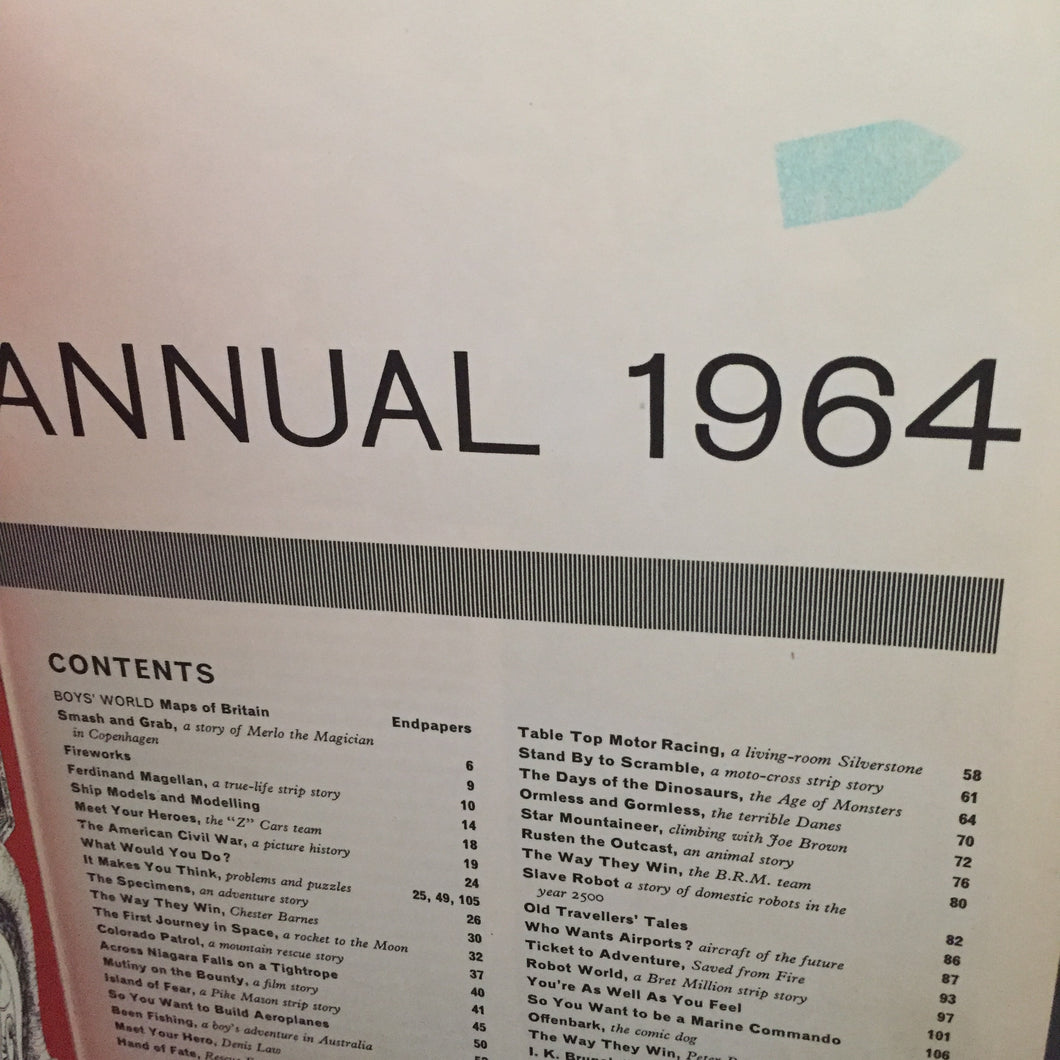 ANNUAL 1964
CONTENTS
BOYS' WORLD Maps of Britain Endpapers
Smash and Grab, a story of Merlo the Magician
in Copenhagen 6
Fireworks 9
Ferdinand Magellan, a true-life strip story 10
Ship Models and Modelling 14
Meet Your Heroes, the "Z" Cars team 18
The American Civil War, a picture history 19
What Would You Do? 24
It Makes You Think, problems and puzzles 25, 49, 105
The Specimens, an adventure story 26
The Way They Win, Chester Barnes 30
The First Journey in Space, a rocket to the Moon 32
Colorado Patrol, a mountain rescue story 37
Across Niagara Falls on a Tightrope 40
Mutiny on the Bounty, a film story 41
Island of Fear, a Pike Mason strip story 45
So You Want to Build Aeroplanes 50
Been Fishing, a boy's adventure in Australia
Meet Your Hero, Denis Law
Hand of Fate,
Table Top Motor Racing, a living-room Silverstone 58
Stand By to Scramble, a moto-cross strip story 61
The Days of the Dinosaurs, the Age of Monsters 64
Ormless and Gormless, the terrible Danes 70
Star Mountaineer, climbing with Joe Brown 72
Rusten the Outcast, an animal story 76
The Way They Win, the B.R.M. team 80
Slave Robot a story of domestic robots in the
year 2500 82
Old Travellers' Tales 86
Who Wants Airports? aircraft of the future 87
Ticket to Adventure, Saved from Fire 93
Robot World, a Bret Million strip story 97
You're As Well As You Feel 101
So You Want to be a Marine Commando 106
Offenbark, the comic dog
The Way They Win, Peter
I. K.